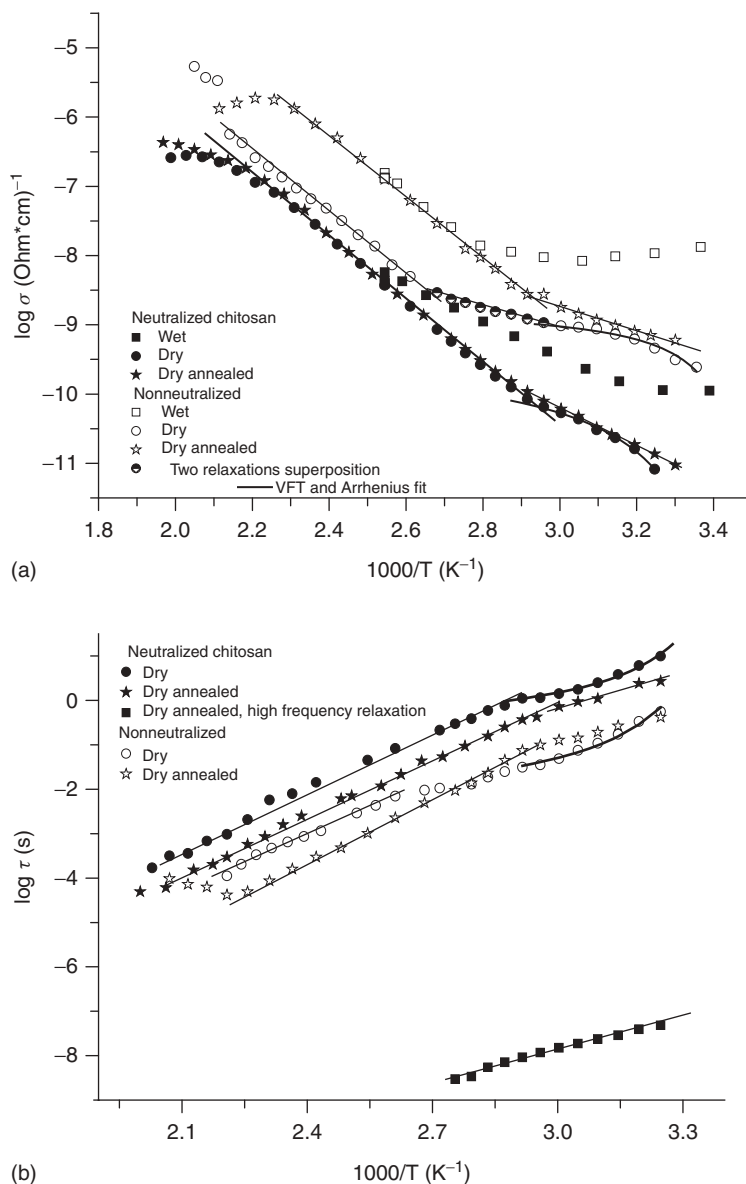 −5
−6
−7
−8
−9
−10
−11
log σ (Ohm*cm)⁻¹
Neutralized chitosan
Wet
Dry
Dry annealed
Nonneutralized
Wet
Dry
Dry annealed
Two relaxations superposition
VFT and Arrhenius fit
1.8 2.0 2.2 2.4 2.6 2.8 3.0 3.2 3.4
(a)
1000/T (K⁻¹)
Neutralized chitosan
Dry
Dry annealed
Dry annealed, high frequency relaxation
Nonneutralized
Dry
Dry annealed
0
−2
−4
−6
−8
log τ (s)
2.1 2.4 2.7 3.0 3.3
(b)
1000/T (K⁻¹)